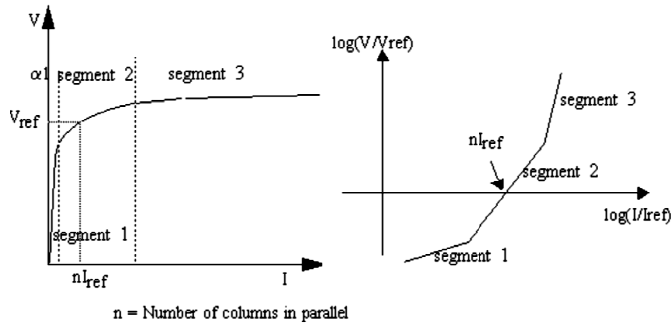 V
α1 segment 2 segment 3
Vref
segment 1
nIref
I
log(V/Vref)
segment 3
nIref
segment 2
log(I/Iref)
segment 1
n = Number of columns in parallel